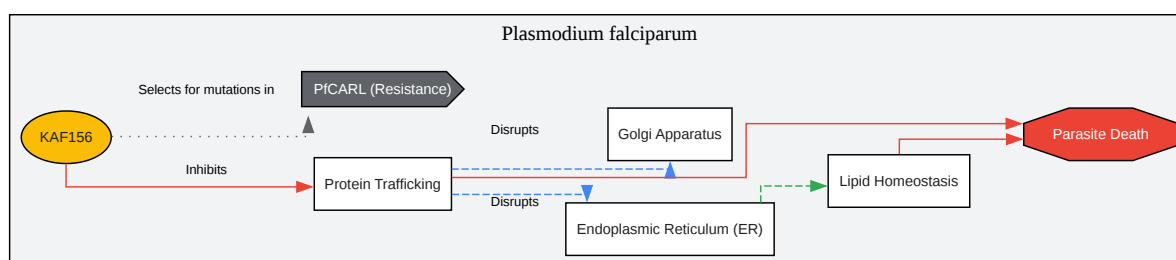 Plasmodium falciparum
Selects for mutations in
PfCARL (Resistance)
KAF156
Inhibits
Protein Trafficking
Disrupts
Disrupts
Golgi Apparatus
Endoplasmic Reticulum (ER)
Lipid Homeostasis
Parasite Death